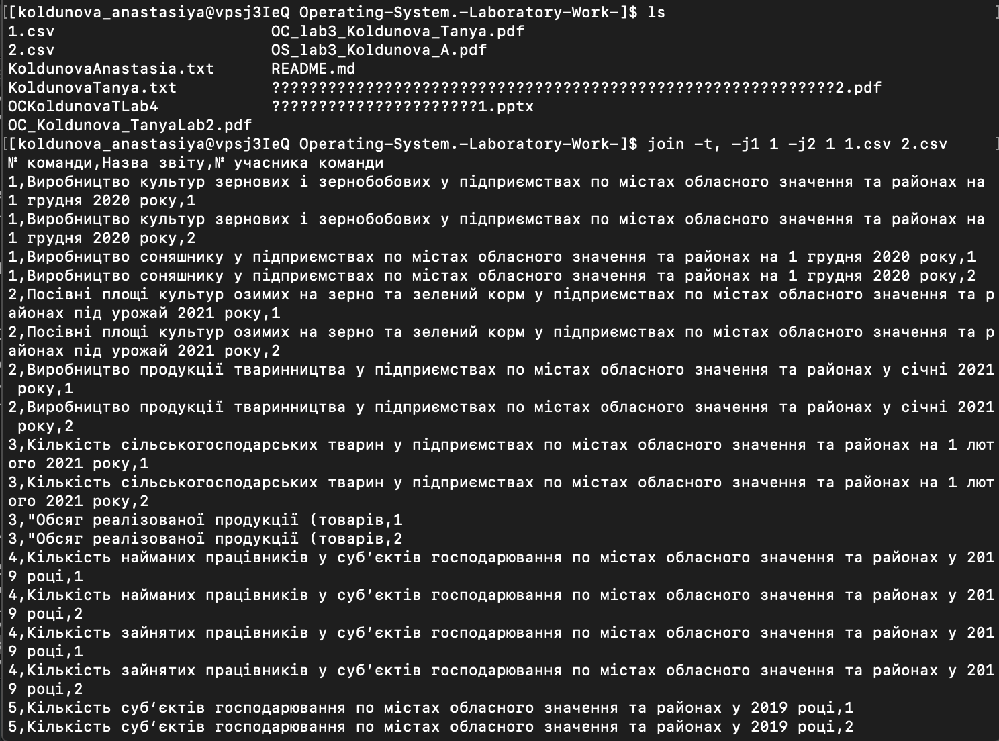 [[koldunova_anastasiya@vpsj3IeQ Operating-System.-Laboratory-Work-]$ ls ]
1.csv OC_lab3_Koldunova_Tanya.pdf
2.csv OS_lab3_Koldunova_A.pdf
KoldunovaAnastasia.txt README.md
KoldunovaTanya.txt ????????????????????????????????????????????????????????????2.pdf
OCKoldunovaTLab4 ??????????????????????1.pptx
OC_Koldunova_TanyaLab2.pdf
[[koldunova_anastasiya@vpsj3IeQ Operating-System.-Laboratory-Work-]$ join -t, -j1 1 -j2 1 1.csv 2.csv ]
№ команди,Назва звіту,№ учасника команди
1,Виробництво культур зернових і зернобобових у підприємствах по містах обласного значення та районах на
1 грудня 2020 року,1
1,Виробництво культур зернових і зернобобових у підприємствах по містах обласного значення та районах на
1 грудня 2020 року,2
1,Виробництво соняшнику у підприємствах по містах обласного значення та районах на 1 грудня 2020 року,1
1,Виробництво соняшнику у підприємствах по містах обласного значення та районах на 1 грудня 2020 року,2
2,Посівні площі культур озимих на зерно та зелений корм у підприємствах по містах обласного значення та р
айонах під урожай 2021 року,1
2,Посівні площі культур озимих на зерно та зелений корм у підприємствах по містах обласного значення та р
айонах під урожай 2021 року,2
2,Виробництво продукції тваринництва у підприємствах по містах обласного значення та районах у січні 2021
року,1
2,Виробництво продукції тваринництва у підприємствах по містах обласного значення та районах у січні 2021
року,2
3,Кількість сільськогосподарських тварин у підприємствах по містах обласного значення та районах на 1 лют
ого 2021 року,1
3,Кількість сільськогосподарських тварин у підприємствах по містах обласного значення та районах на 1 лют
ого 2021 року,2
3,"Обсяг реалізованої продукції (товарів,1
3,"Обсяг реалізованої продукції (товарів,2
4,Кількість найманих працівників у суб’єктів господарювання по містах обласного значення та районах у 201
9 році,1
4,Кількість найманих працівників у суб’єктів господарювання по містах обласного значення та районах у 201
9 році,2
4,Кількість зайнятих працівників у суб’єктів господарювання по містах обласного значення та районах у 201
9 році,1
4,Кількість зайнятих працівників у суб’єктів господарювання по містах обласного значення та районах у 201
9 році,2
5,Кількість суб’єктів господарювання по містах обласного значення та районах у 2019 році,1
5,Кількість суб’єктів господарювання по містах обласного значення та районах у 2019 році,2